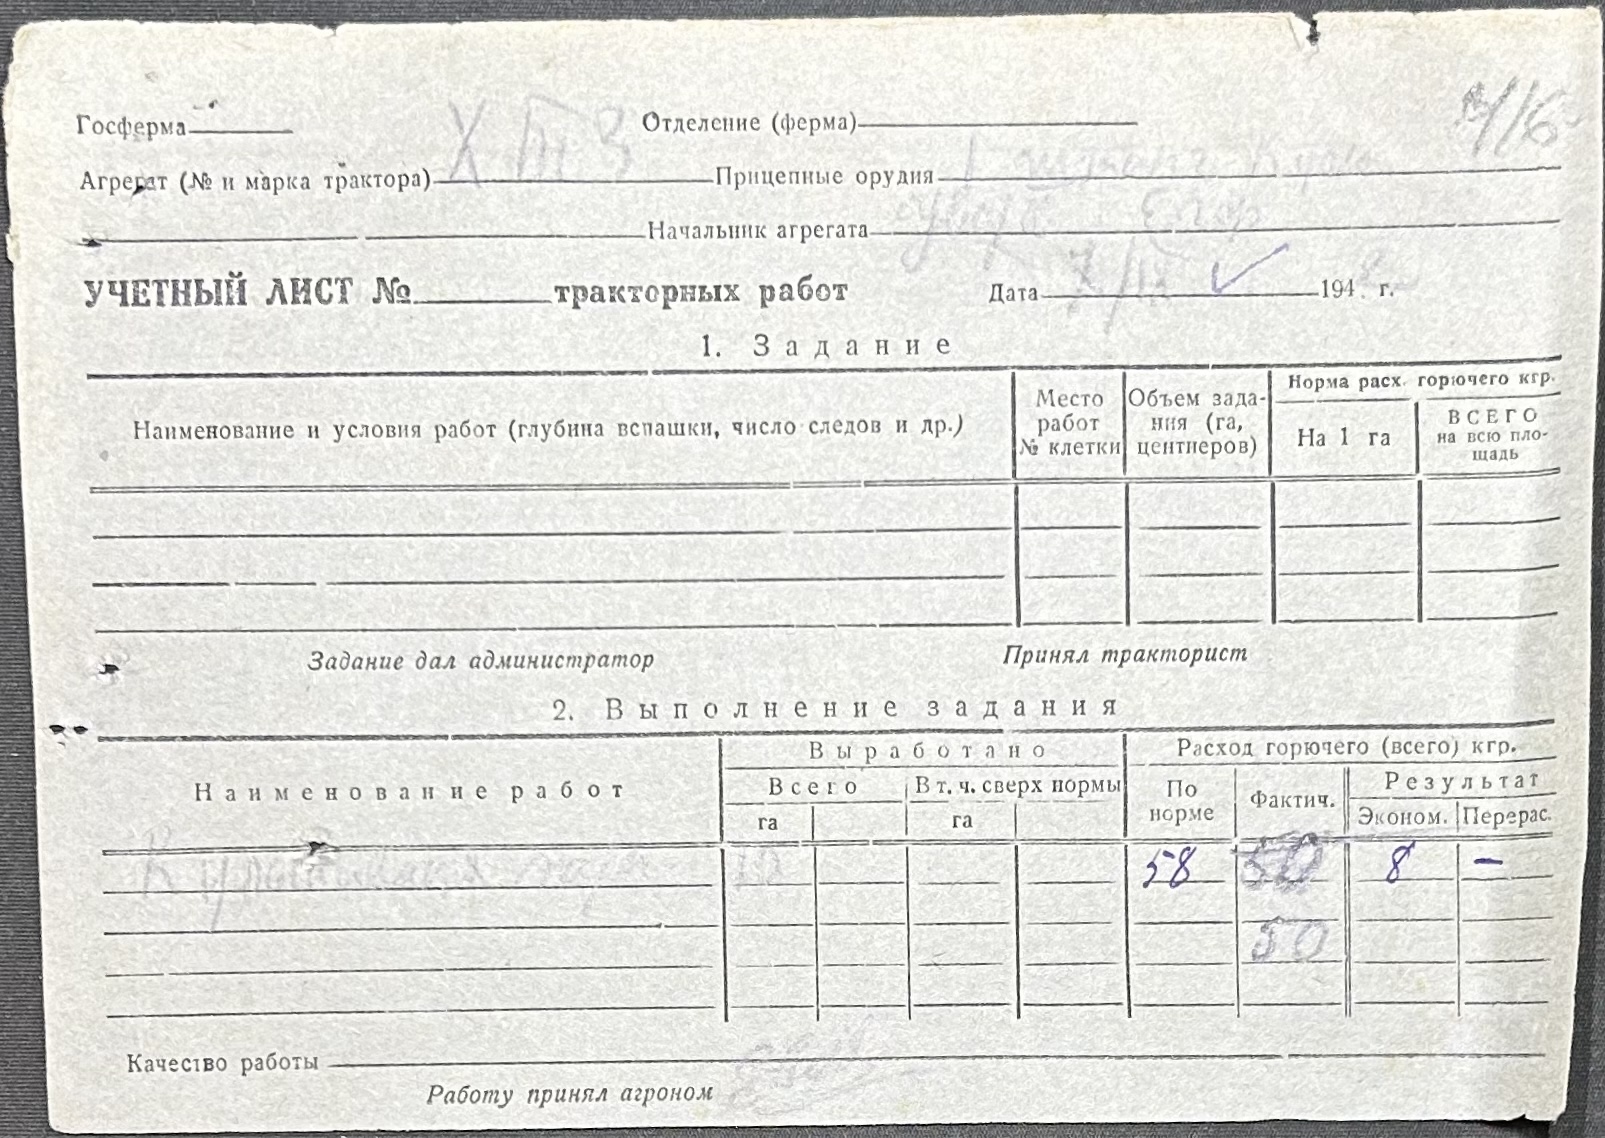 Госферма
Отделение (ферма)
Агрегат (№ и марка трактора) ХТЗ Прицепные орудия
Начальник агрегата
УЧЕТНЫЙ ЛИСТ № тракторных работ Дата 194 г.
1. Задание
Наименование и условия работ (глубина вспашки, число следов и др.)
Место работ № клетки
Объем задания (га, центнеров)
Норма расх. горючего кгр.
На 1 га
ВСЕГО на всю площадь
Задание дал администратор Принял тракторист
2. Выполнение задания
Наименование работ
Выработано
Всего
В т. ч. сверх нормы
га
га
Расход горючего (всего) кгр.
По норме
Фактич.
Результат
Эконом. Перерас.
58 50 8 —
50
Качество работы
Работу принял агроном